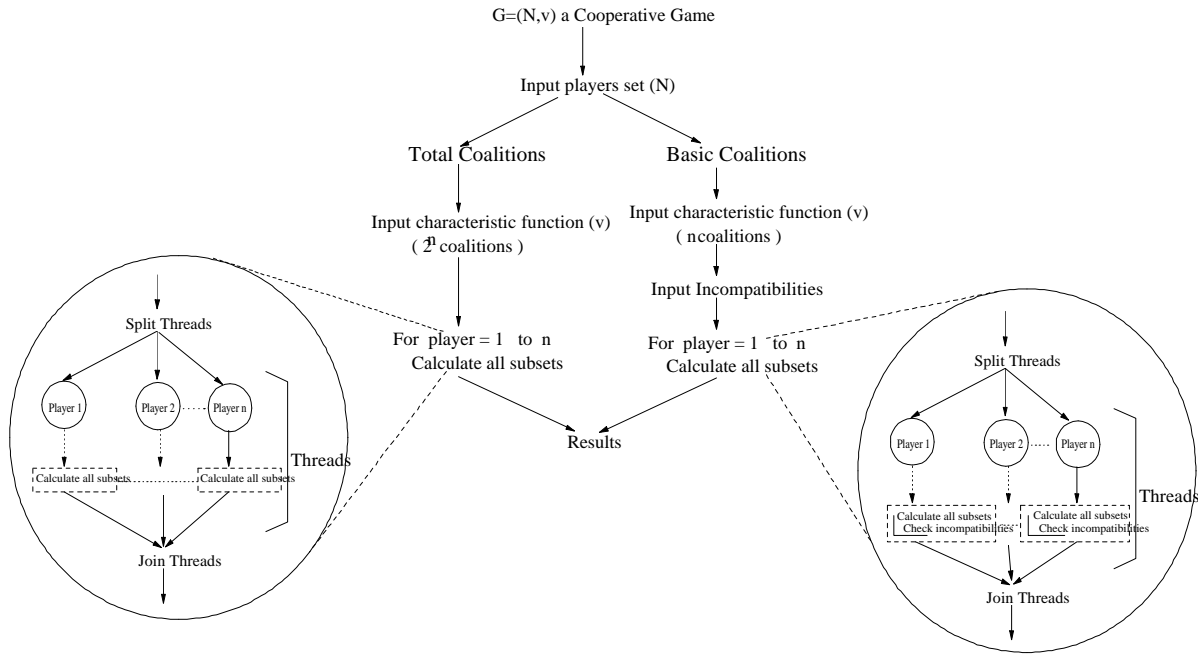 G=(N,v) a Cooperative Game
Input players set (N)
Total Coalitions
Basic Coalitions
Input characteristic function (v)
( 2^n coalitions )
Input characteristic function (v)
( n coalitions )
Input Incompatibilities
For player = 1 to n
Calculate all subsets
For player = 1 to n
Calculate all subsets
Results
Split Threads
Player 1
Player 2
Player n
Threads
Calculate all subsets
Calculate all subsets
Join Threads
Split Threads
Player 1
Player 2
Player n
Threads
Calculate all subsets
Check incompatibilities
Calculate all subsets
Check incompatibilities
Join Threads